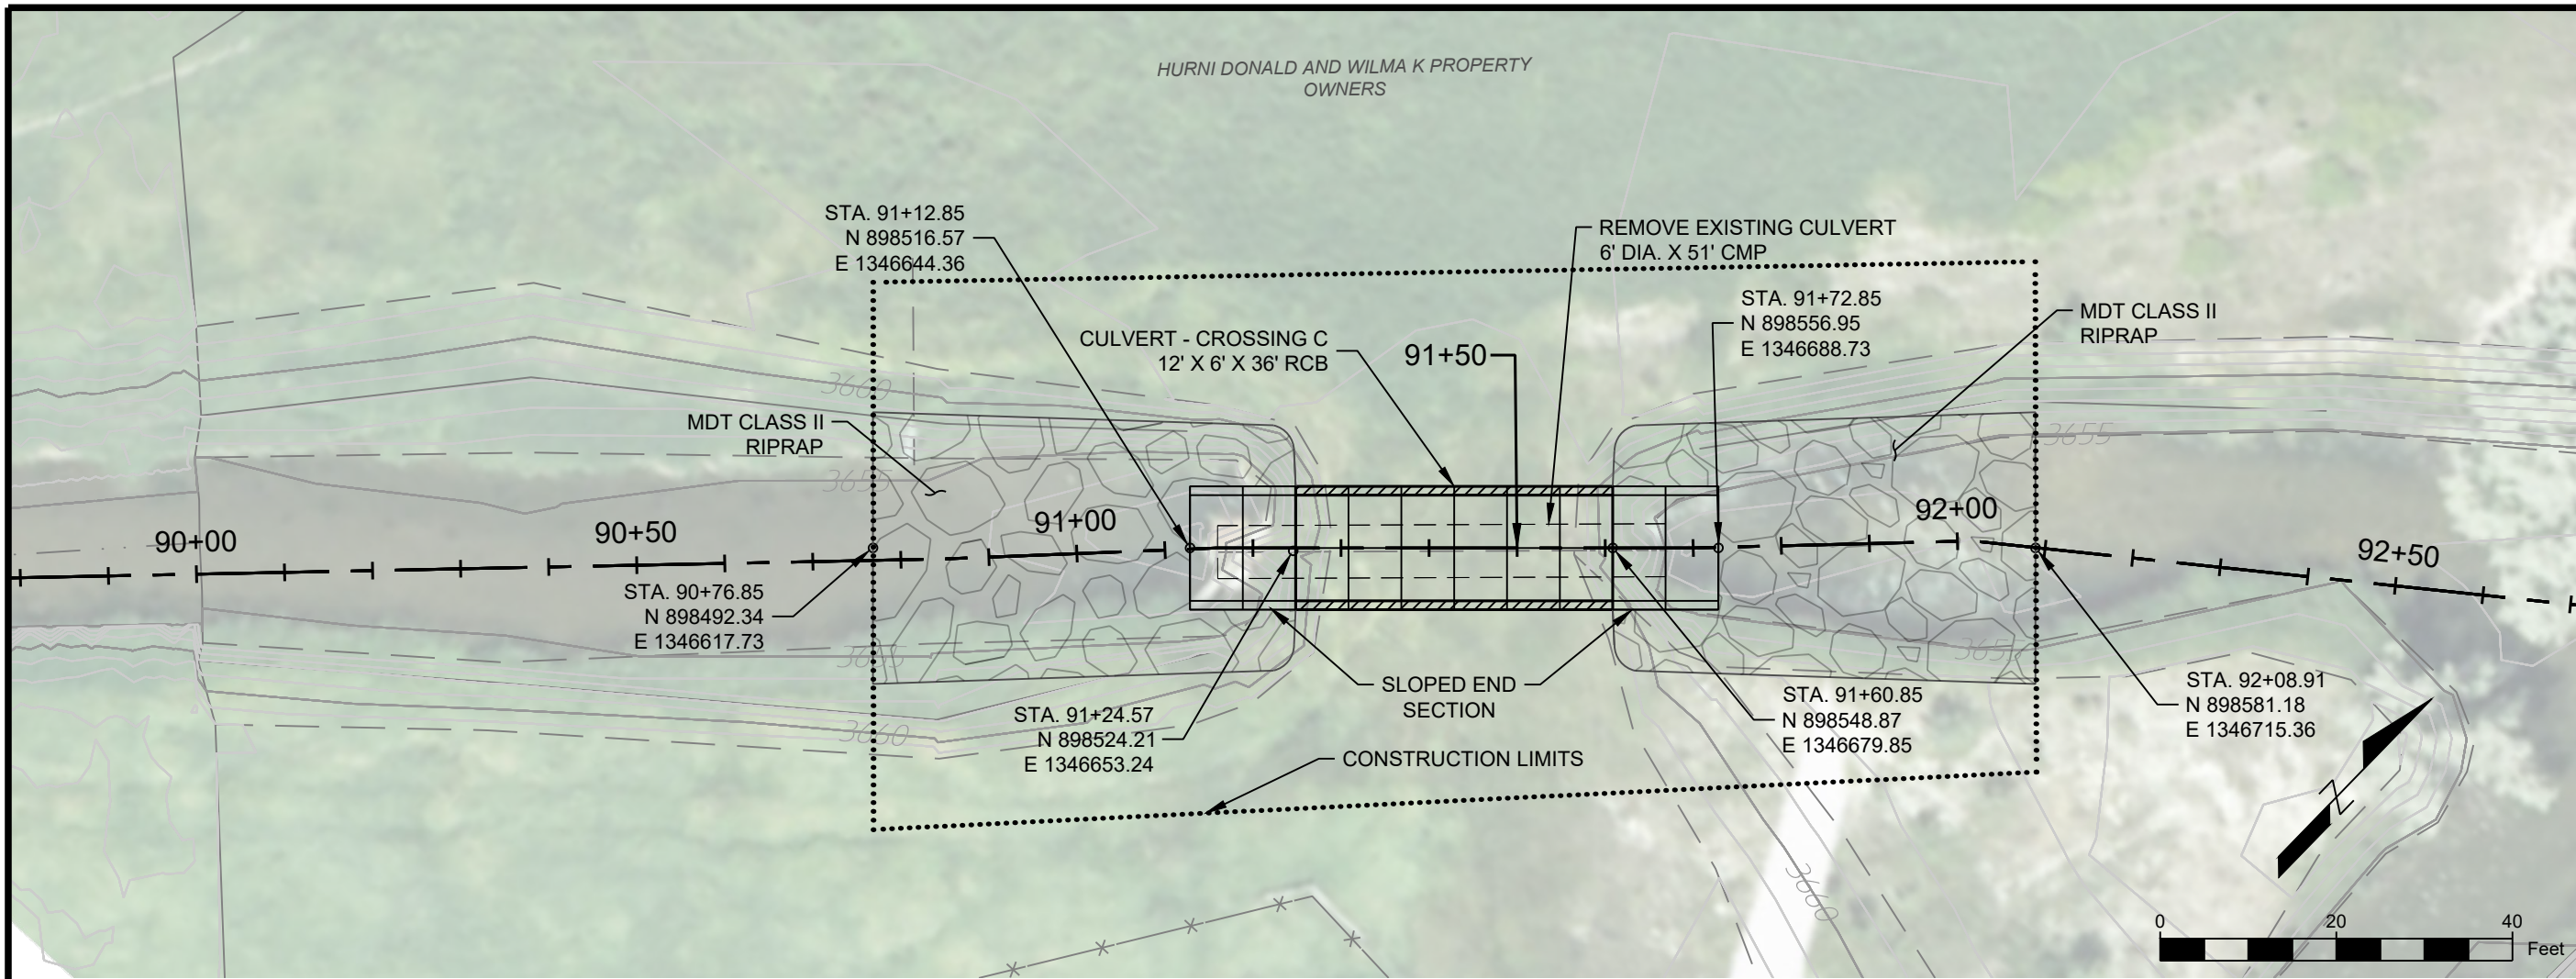 HURNI DONALD AND WILMA K PROPERTY
OWNERS
STA. 91+12.85
N 898516.57
E 1346644.36
REMOVE EXISTING CULVERT
6' DIA. X 51' CMP
STA. 91+72.85
N 898556.95
E 1346688.73
MDT CLASS II
RIPRAP
CULVERT - CROSSING C
12' X 6' X 36' RCB
91+50
3660
MDT CLASS II
RIPRAP
3655
3655
90+00
90+50
91+00
92+00
92+50
STA. 90+76.85
N 898492.34
E 1346617.73
3655
3655
SLOPED END
SECTION
STA. 91+24.57
N 898524.21
E 1346653.24
3660
CONSTRUCTION LIMITS
STA. 91+60.85
N 898548.87
E 1346679.85
STA. 92+08.91
N 898581.18
E 1346715.36
N
3660
0 20 40
Feet